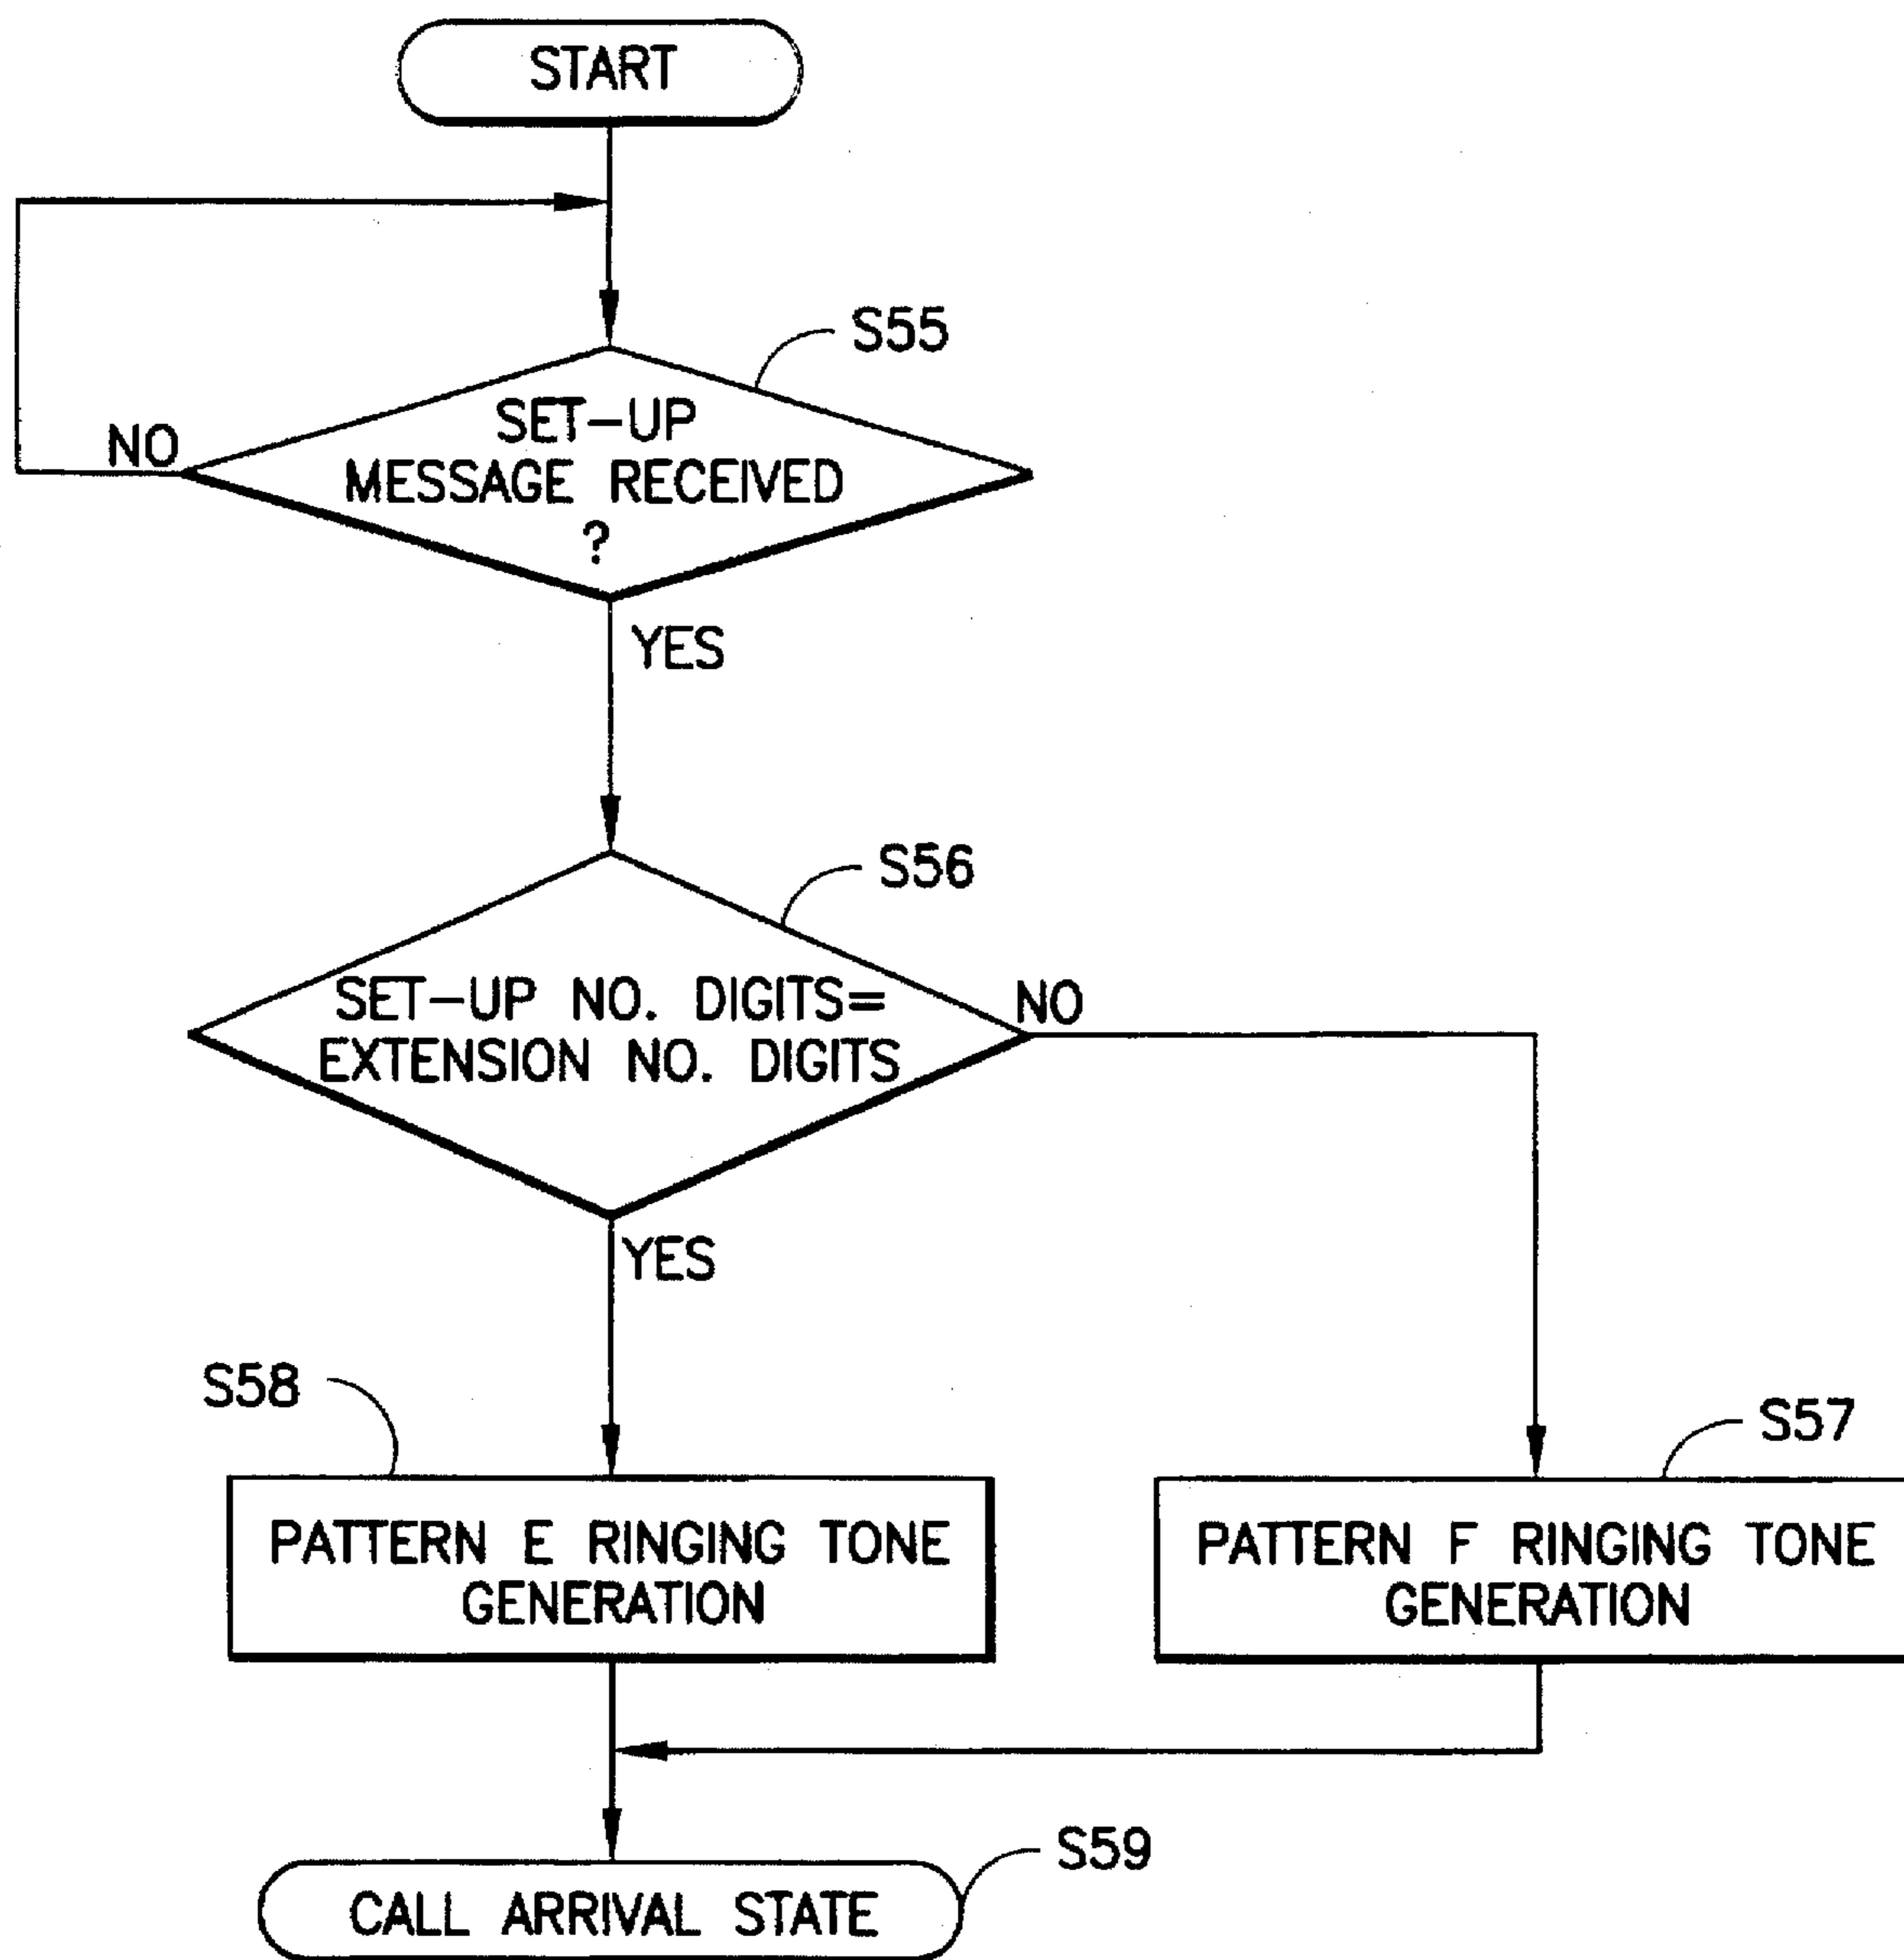 START
S55
SET-UP
MESSAGE RECEIVED
?
NO
YES
S56
SET-UP NO. DIGITS=
EXTENSION NO. DIGITS
NO
YES
S58
S57
PATTERN E RINGING TONE
GENERATION
PATTERN F RINGING TONE
GENERATION
S59
CALL ARRIVAL STATE